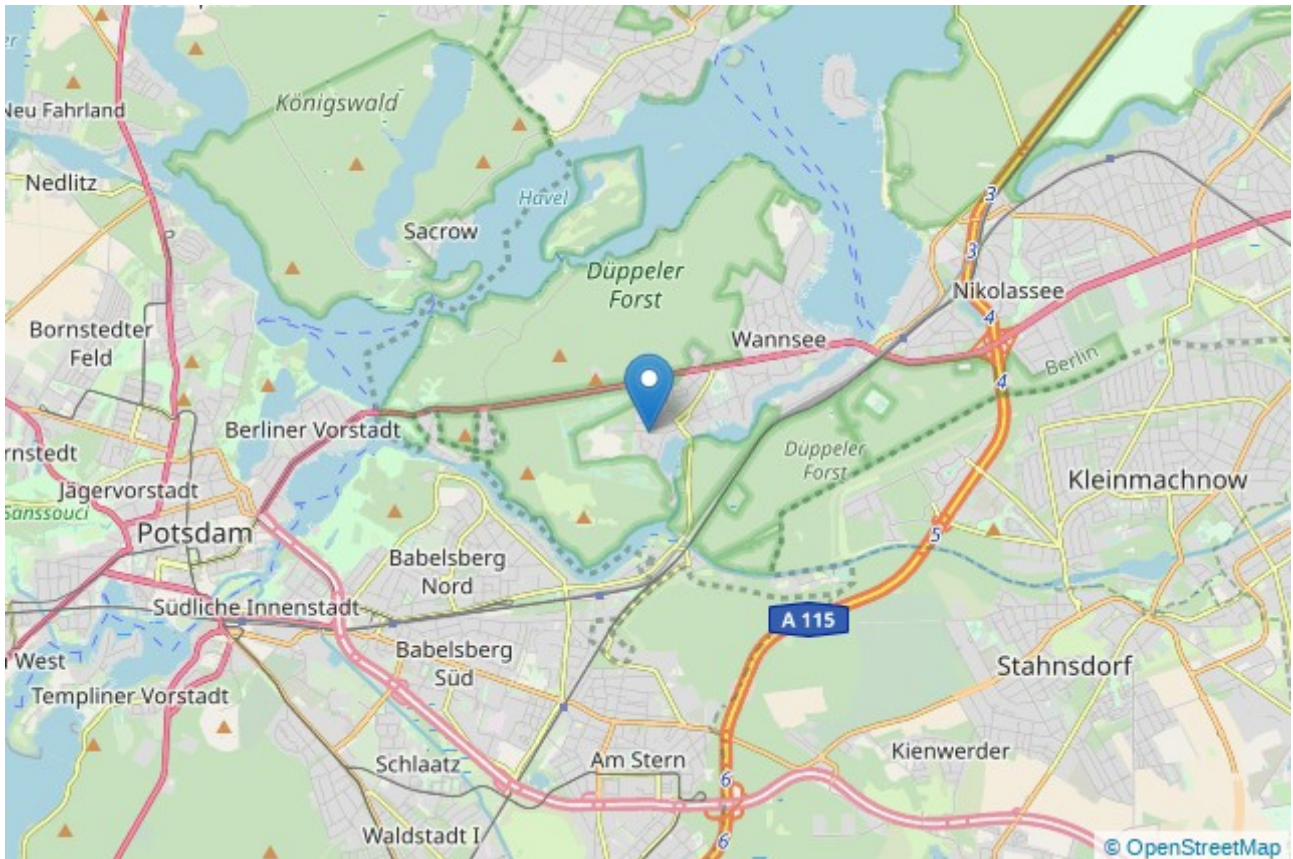 Königswald
Neu Fahrland
Nedlitz
Havel
Sacrow
3
3
Düppeler
Forst
Nikolassee
4
Bornstedter
Feld
Wannsee
Berlin
4
Berliner Vorstadt
Düppeler
Forst
rnstedt
Jägervorstadt
Sanssouci
Kleinmachnow
Potsdam
5
Babelsberg
Nord
Südliche Innenstadt
A 115
Babelsberg
Süd
n West
Stahnsdorf
Templiner Vorstadt
Kienwerder
Am Stern
Schlaatz
6
Waldstadt I
6
© OpenStreetMap